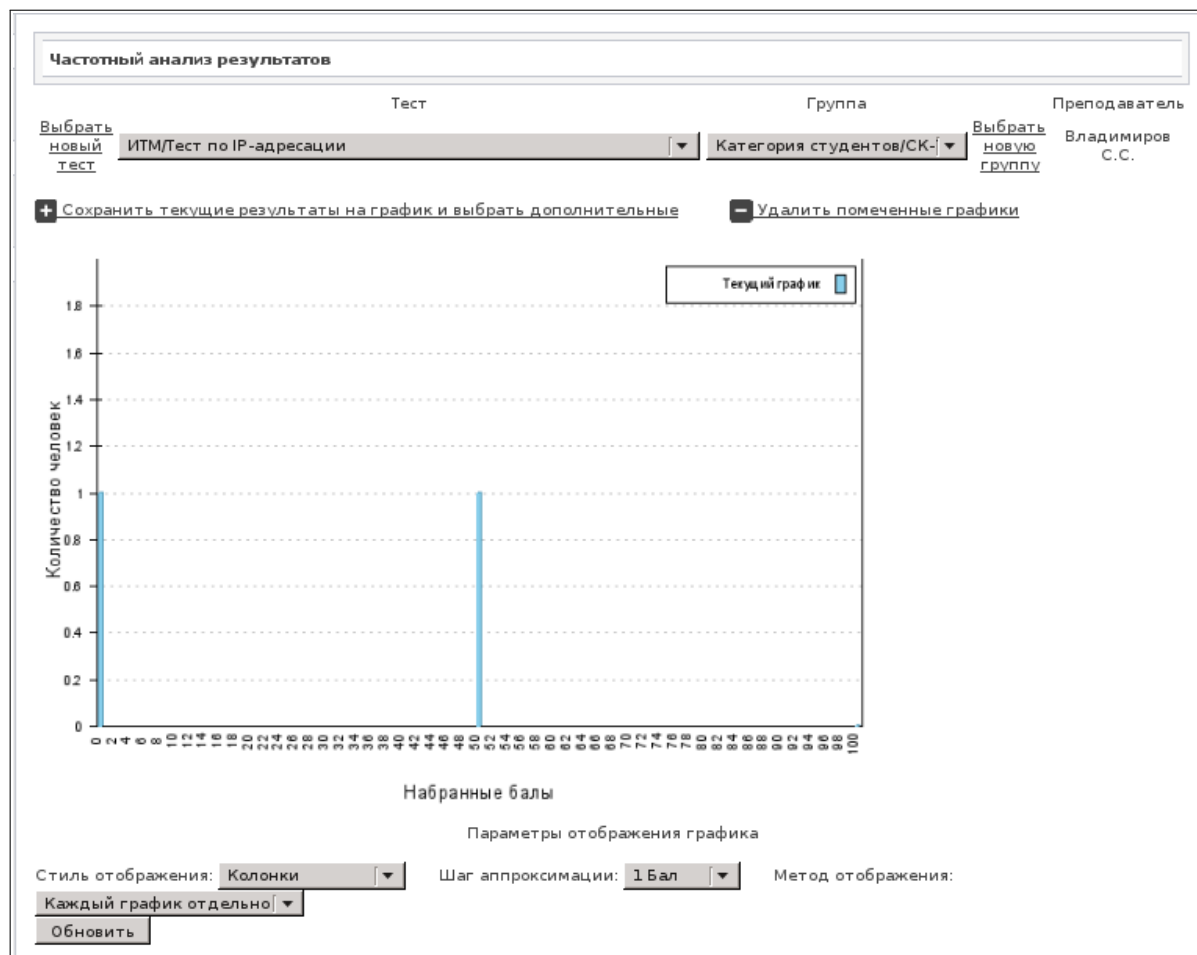 Частотный анализ результатов
Тест Группа Преподаватель
Выбрать новый тест ИТМ/Тест по IP-адресации Категория студентов/СК- Выбрать новую группу Владимиров С.С.
Сохранить текущие результаты на график и выбрать дополнительные Удалить помеченные графики
Текущий график
1.8
1.6
1.4
1.2
1
0.8
0.6
0.4
0.2
0
Количество человек
0 2 4 6 8 10 12 14 16 18 20 22 24 26 28 30 32 34 36 38 40 42 44 46 48 50 52 54 56 58 60 62 64 66 68 70 72 74 76 78 80 82 84 86 88 90 92 94 96 98 100
Набранные балы
Параметры отображения графика
Стиль отображения: Колонки Шаг аппроксимации: 1 Бал Метод отображения:
Каждый график отдельно
Обновить